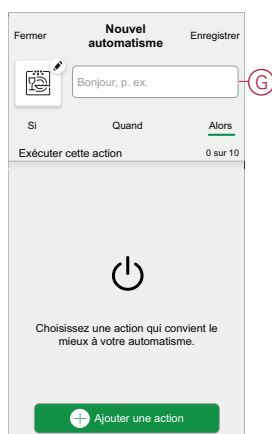 Fermer
Nouvel
automatisme
Enregistrer
Bonjour, p. ex.
G
Si Quand Alors
Exécuter cette action 0 sur 10
Choisissez une action qui convient le
mieux à votre automatisme.
Ajouter une action